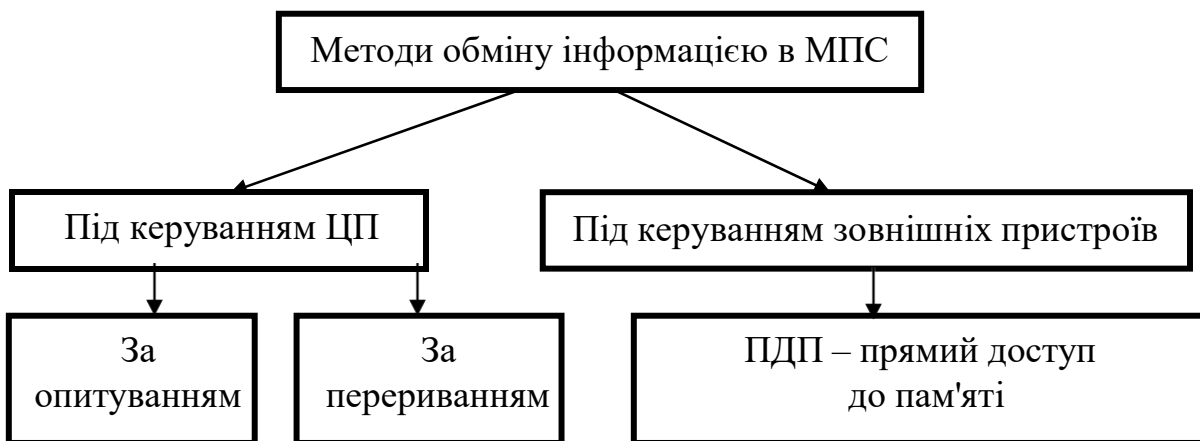 Методи обміну інформацією в МПС
Під керуванням ЦП
Під керуванням зовнішніх пристроїв
За
опитуванням
За
перериванням
ПДП – прямий доступ
до пам'яті